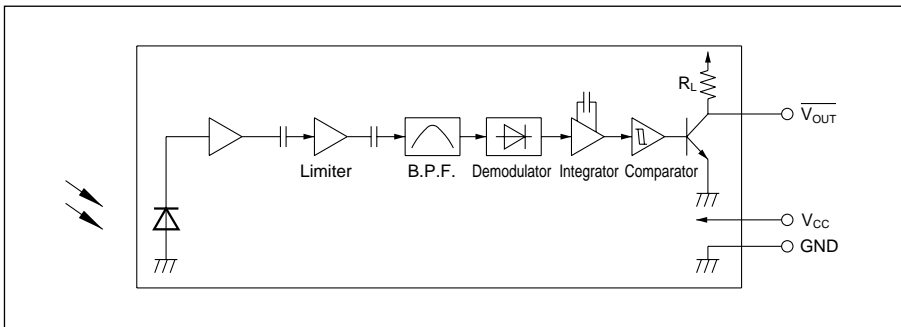 RL
VOUT
Limiter
B.P.F.
Demodulator
Integrator
Comparator
VCC
GND